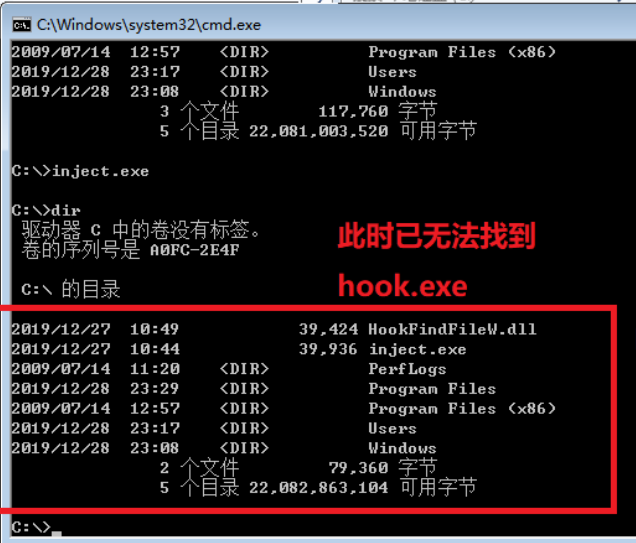 C:\Windows\system32\cmd.exe
2009/07/14  12:57    <DIR>          Program Files (x86)
2019/12/28  23:17    <DIR>          Users
2019/12/28  23:08    <DIR>          Windows
3 个文件        117,760 字节
5 个目录 22,081,003,520 可用字节
C:\>inject.exe
C:\>dir
驱动器 C 中的卷没有标签。
卷的序列号是 A0FC-2E4F
C:\ 的目录
此时已无法找到
hook.exe
2019/12/27  10:49            39,424 HookFindFileW.dll
2019/12/27  10:44            39,936 inject.exe
2009/07/14  11:20    <DIR>          PerfLogs
2019/12/28  23:29    <DIR>          Program Files
2009/07/14  12:57    <DIR>          Program Files (x86)
2019/12/28  23:17    <DIR>          Users
2019/12/28  23:08    <DIR>          Windows
2 个文件         79,360 字节
5 个目录 22,082,863,104 可用字节
C:\>